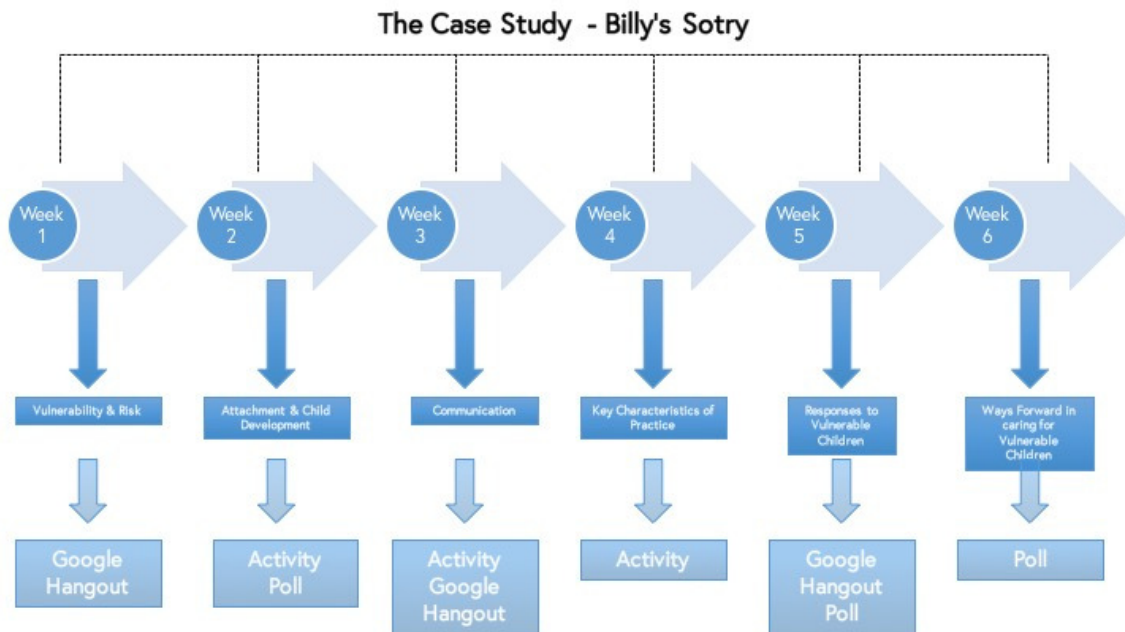 The Case Study - Billy's Sotry
Week
1
Week
2
Week
3
Week
4
Week
5
Week
6
Vulnerability & Risk
Attachment & Child
Development
Communication
Key Characteristics of
Practice
Responses to
Vulnerable
Children
Ways Forward in
caring for
Vulnerable
Children
Google
Hangout
Activity
Poll
Activity
Google
Hangout
Activity
Google
Hangout
Poll
Poll